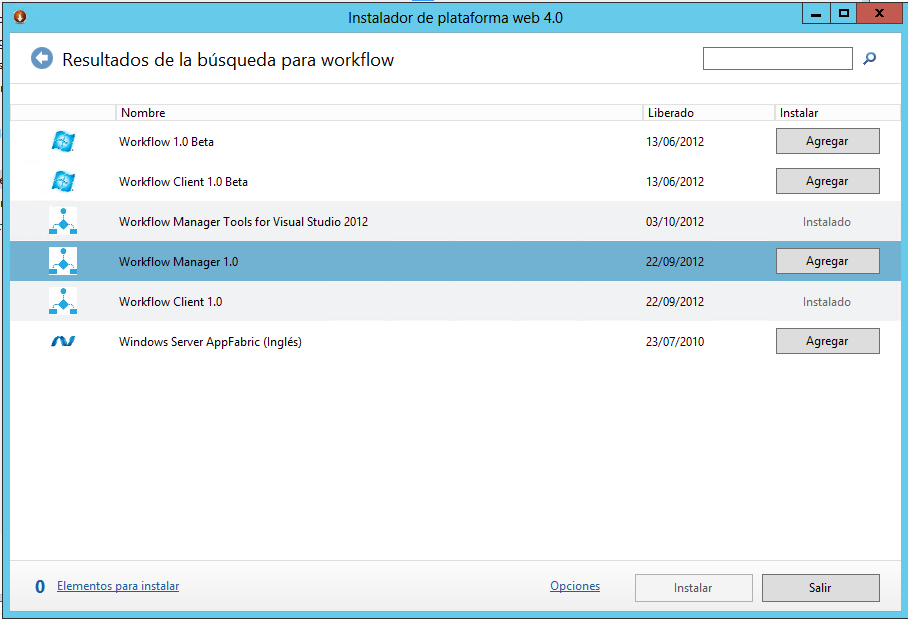 Instalador de plataforma web 4.0
Resultados de la búsqueda para workflow
Nombre Liberado Instalar
Workflow 1.0 Beta 13/06/2012 Agregar
Workflow Client 1.0 Beta 13/06/2012 Agregar
Workflow Manager Tools for Visual Studio 2012 03/10/2012 Instalado
Workflow Manager 1.0 22/09/2012 Agregar
Workflow Client 1.0 22/09/2012 Instalado
Windows Server AppFabric (Inglés) 23/07/2010 Agregar
0 Elementos para instalar Opciones Instalar Salir